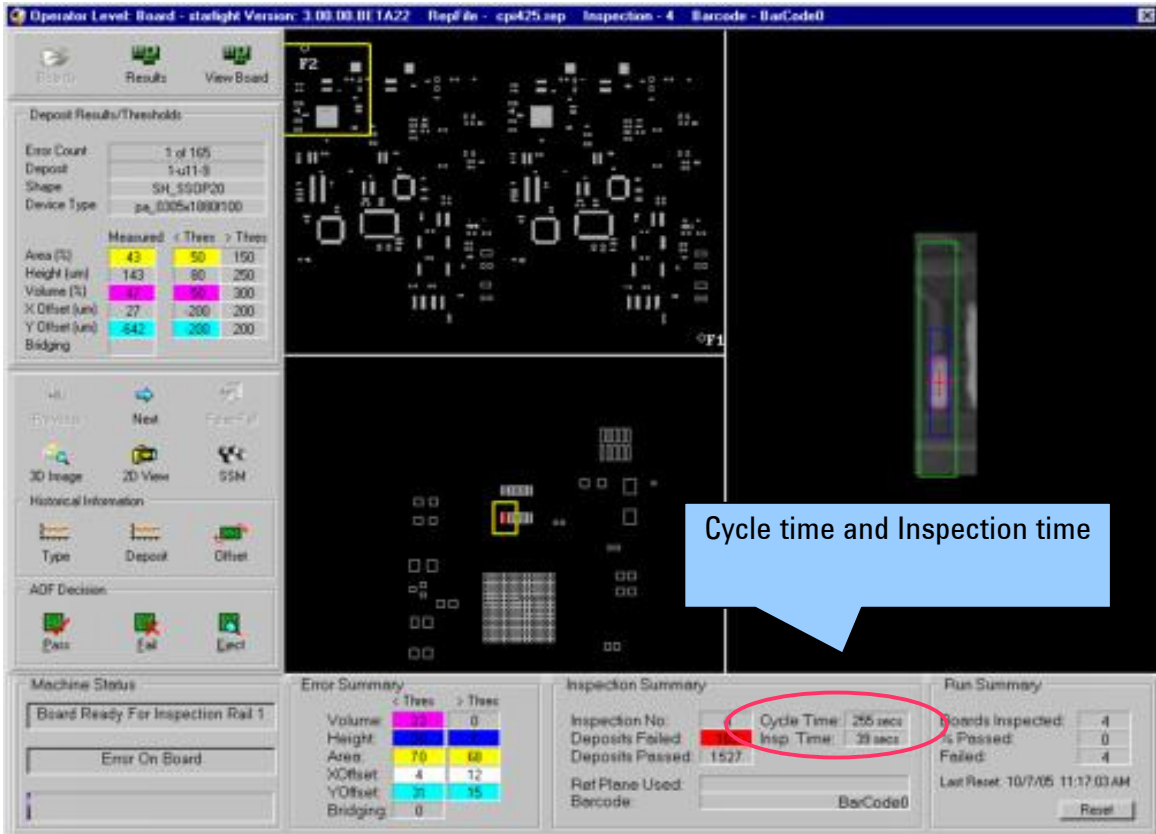 Operator Level: Board - starlight Version: 3.00.00.BETA22 RepFile - cpi425.rep Inspection - 4 Barcode - BarCode0
Results View Board
Deposit Results/Thresholds
Error Count 1 of 165
Deposit 1-u11-9
Shape SH_SSOP20
Device Type pa_0305x1880f100
Measured < Thres > Thres
Area (%) 43 50 150
Height (um) 143 80 250
Volume (%) 300
X Offset (um) 27 -200 200
Y Offset (um) -642 -200 200
Bridging
Next
3D Image 2D View SSM
Historical Information
Type Deposit Offset
AOF Decision
Pass Fail Eject
F2
F1
Cycle time and Inspection time
Machine Status
Board Ready For Inspection Rail 1
Error On Board
Error Summary
< Thres > Thres
Volume: 0
Height:
Area: 70 68
XOffset: 4 12
YOffset: 31 15
Bridging: 0
Inspection Summary
Inspection No: Cycle Time: 255 secs
Deposits Failed: Insp. Time: 39 secs
Deposits Passed: 1527
Ref Plane Used:
Barcode: BarCode0
Run Summary
Boards Inspected: 4
% Passed: 0
Failed: 4
Last Reset: 10/7/05 11:17:03 AM
Reset